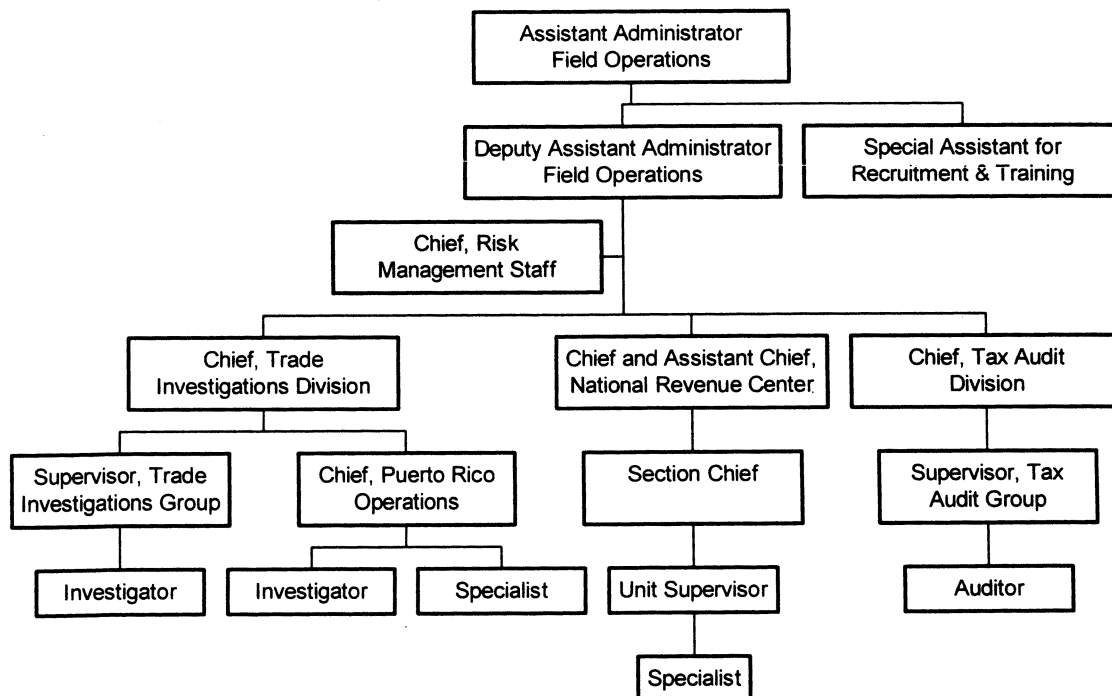 Assistant Administrator
Field Operations
Deputy Assistant Administrator
Field Operations
Special Assistant for
Recruitment & Training
Chief, Risk
Management Staff
Chief, Trade
Investigations Division
Chief and Assistant Chief,
National Revenue Center
Chief, Tax Audit
Division
Supervisor, Trade
Investigations Group
Chief, Puerto Rico
Operations
Section Chief
Supervisor, Tax
Audit Group
Investigator
Investigator
Specialist
Unit Supervisor
Auditor
Specialist